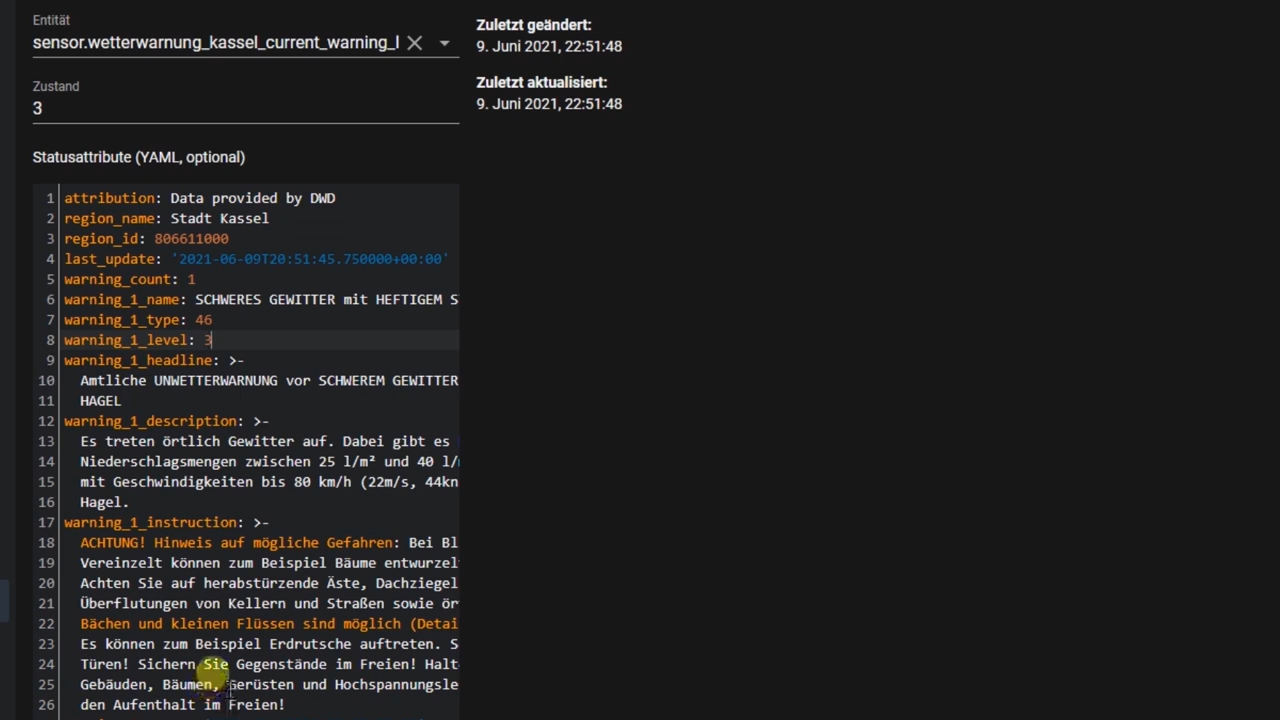 Entität
sensor.wetterwarnung_kassel_current_warning_l
Zustand
3
Statusattribute (YAML, optional)
1 attribution: Data provided by DWD
2 region_name: Stadt Kassel
3 region_id: 806611000
4 last_update: '2021-06-09T20:51:45.750000+00:00'
5 warning_count: 1
6 warning_1_name: SCHWERES GEWITTER mit HEFTIGEM
7 warning_1_type: 46
8 warning_1_level: 3
9 warning_1_headline: >-
10 Amtliche UNWETTERWARNUNG vor SCHWEREM GEWITTER
11 HAGEL
12 warning_1_description: >-
13 Es treten örtlich Gewitter auf. Dabei gibt es
14 Niederschlagsmengen zwischen 25 l/m² und 40 l/
15 mit Geschwindigkeiten bis 80 km/h (22m/s, 44kn
16 Hagel.
17 warning_1_instruction: >-
18 ACHTUNG! Hinweis auf mögliche Gefahren: Bei Bl
19 Vereinzelt können zum Beispiel Bäume entwurzel
20 Achten Sie auf herabstürzende Äste, Dachziegel
21 Überflutungen von Kellern und Straßen sowie ör
22 Bächen und kleinen Flüssen sind möglich (Detai
23 Es können zum Beispiel Erdrutsche auftreten. S
24 Türen! Sichern Sie Gegenstände im Freien! Halt
25 Gebäuden, Bäumen, Gerüsten und Hochspannungsle
26 den Aufenthalt im Freien!
Zuletzt geändert:
9. Juni 2021, 22:51:48
Zuletzt aktualisiert:
9. Juni 2021, 22:51:48